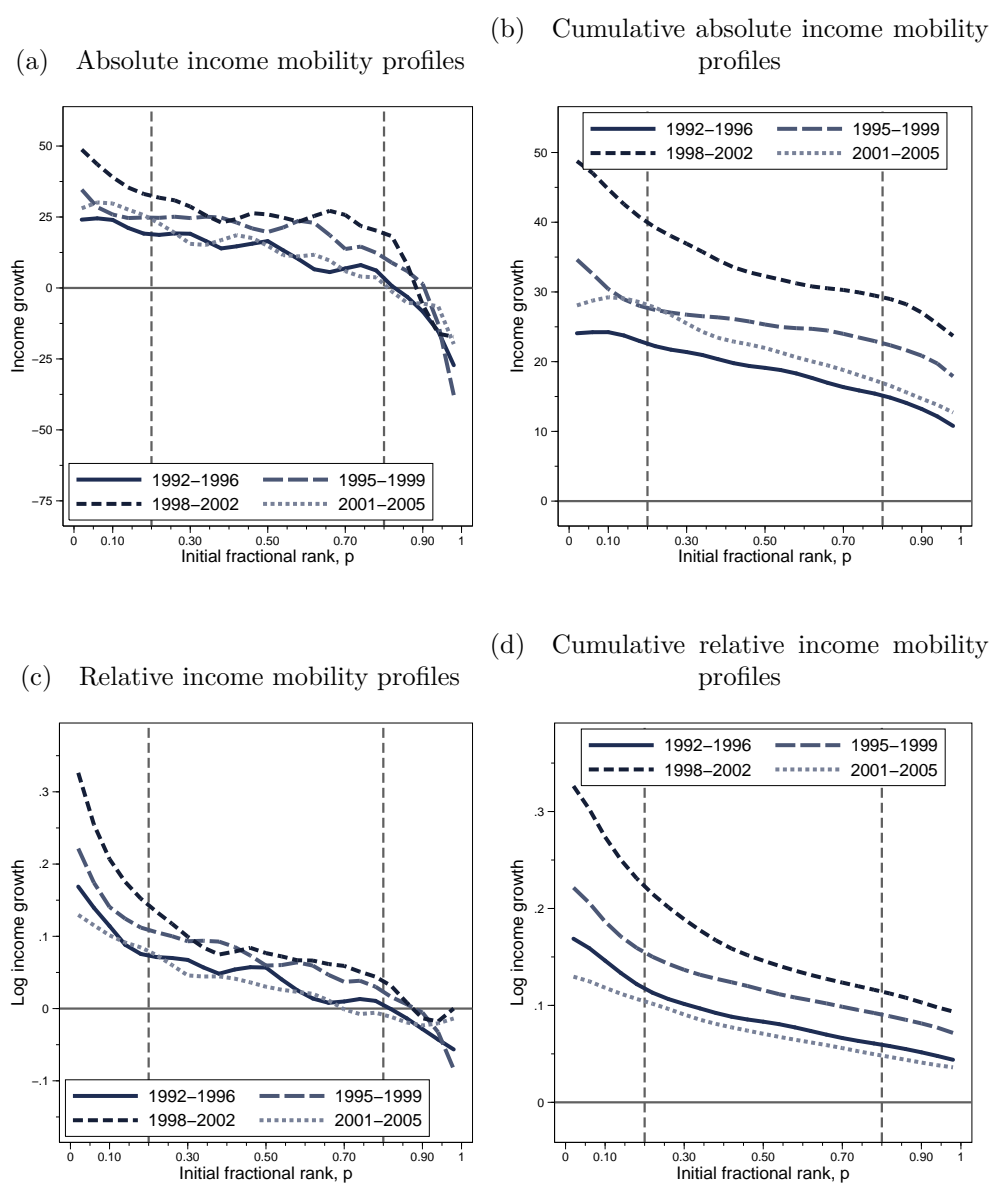 (a) Absolute income mobility profiles
50
25
0
−25
−50
−75
Income growth
1992−1996 1995−1999
1998−2002 2001−2005
0 0.10 0.30 0.50 0.70 0.90 1
Initial fractional rank, p
(b) Cumulative absolute income mobility
profiles
1992−1996 1995−1999
1998−2002 2001−2005
50
40
30
20
10
0
Income growth
0 0.10 0.30 0.50 0.70 0.90 1
Initial fractional rank, p
(c) Relative income mobility profiles
.3
.2
.1
0
−.1
Log income growth
1992−1996 1995−1999
1998−2002 2001−2005
0 0.10 0.30 0.50 0.70 0.90 1
Initial fractional rank, p
(d) Cumulative relative income mobility
profiles
1992−1996 1995−1999
1998−2002 2001−2005
.3
.2
.1
0
Log income growth
0 0.10 0.30 0.50 0.70 0.90 1
Initial fractional rank, p